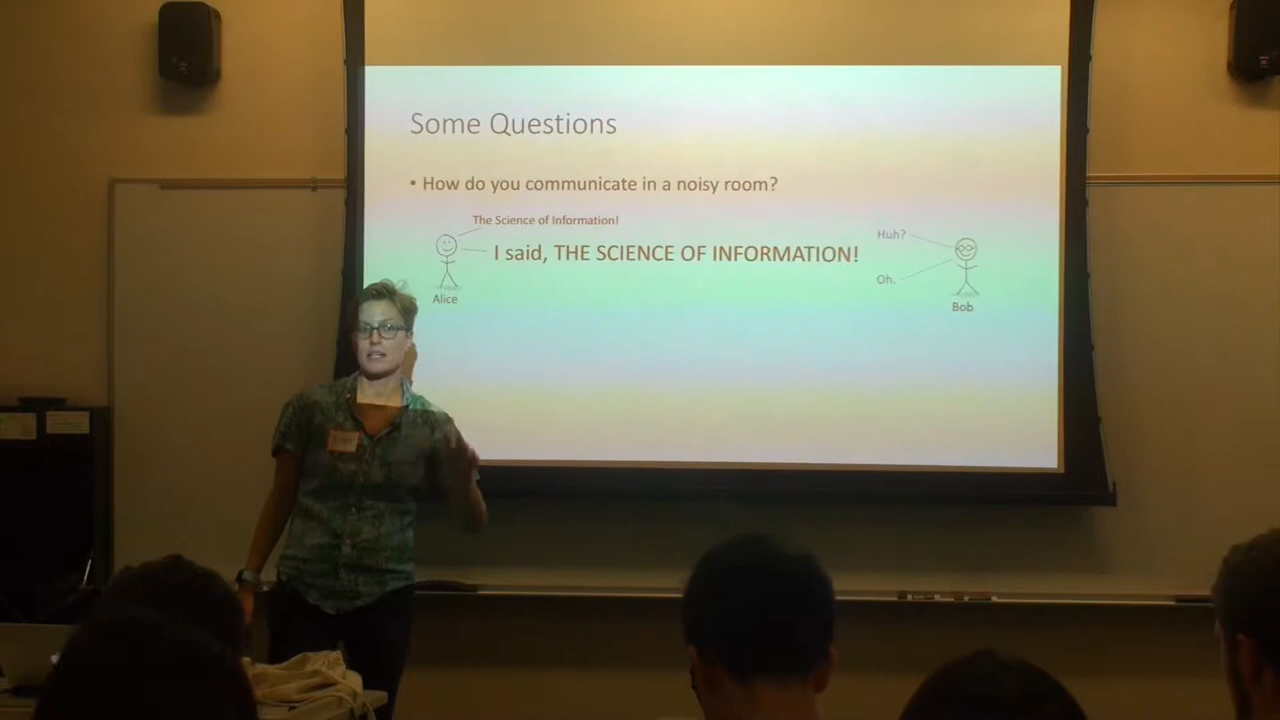 Some Questions
• How do you communicate in a noisy room?
The Science of Information!
Huh?
I said, THE SCIENCE OF INFORMATION!
Oh.
Alice
Bob